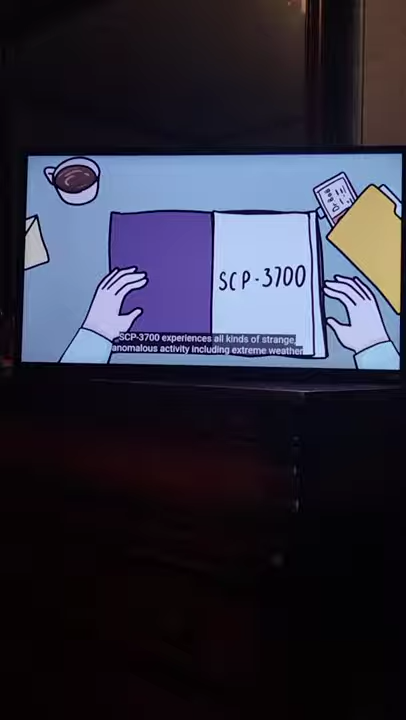 SCP-3700
SCP-3700 experiences all kinds of strange,
anomalous activity including extreme weather